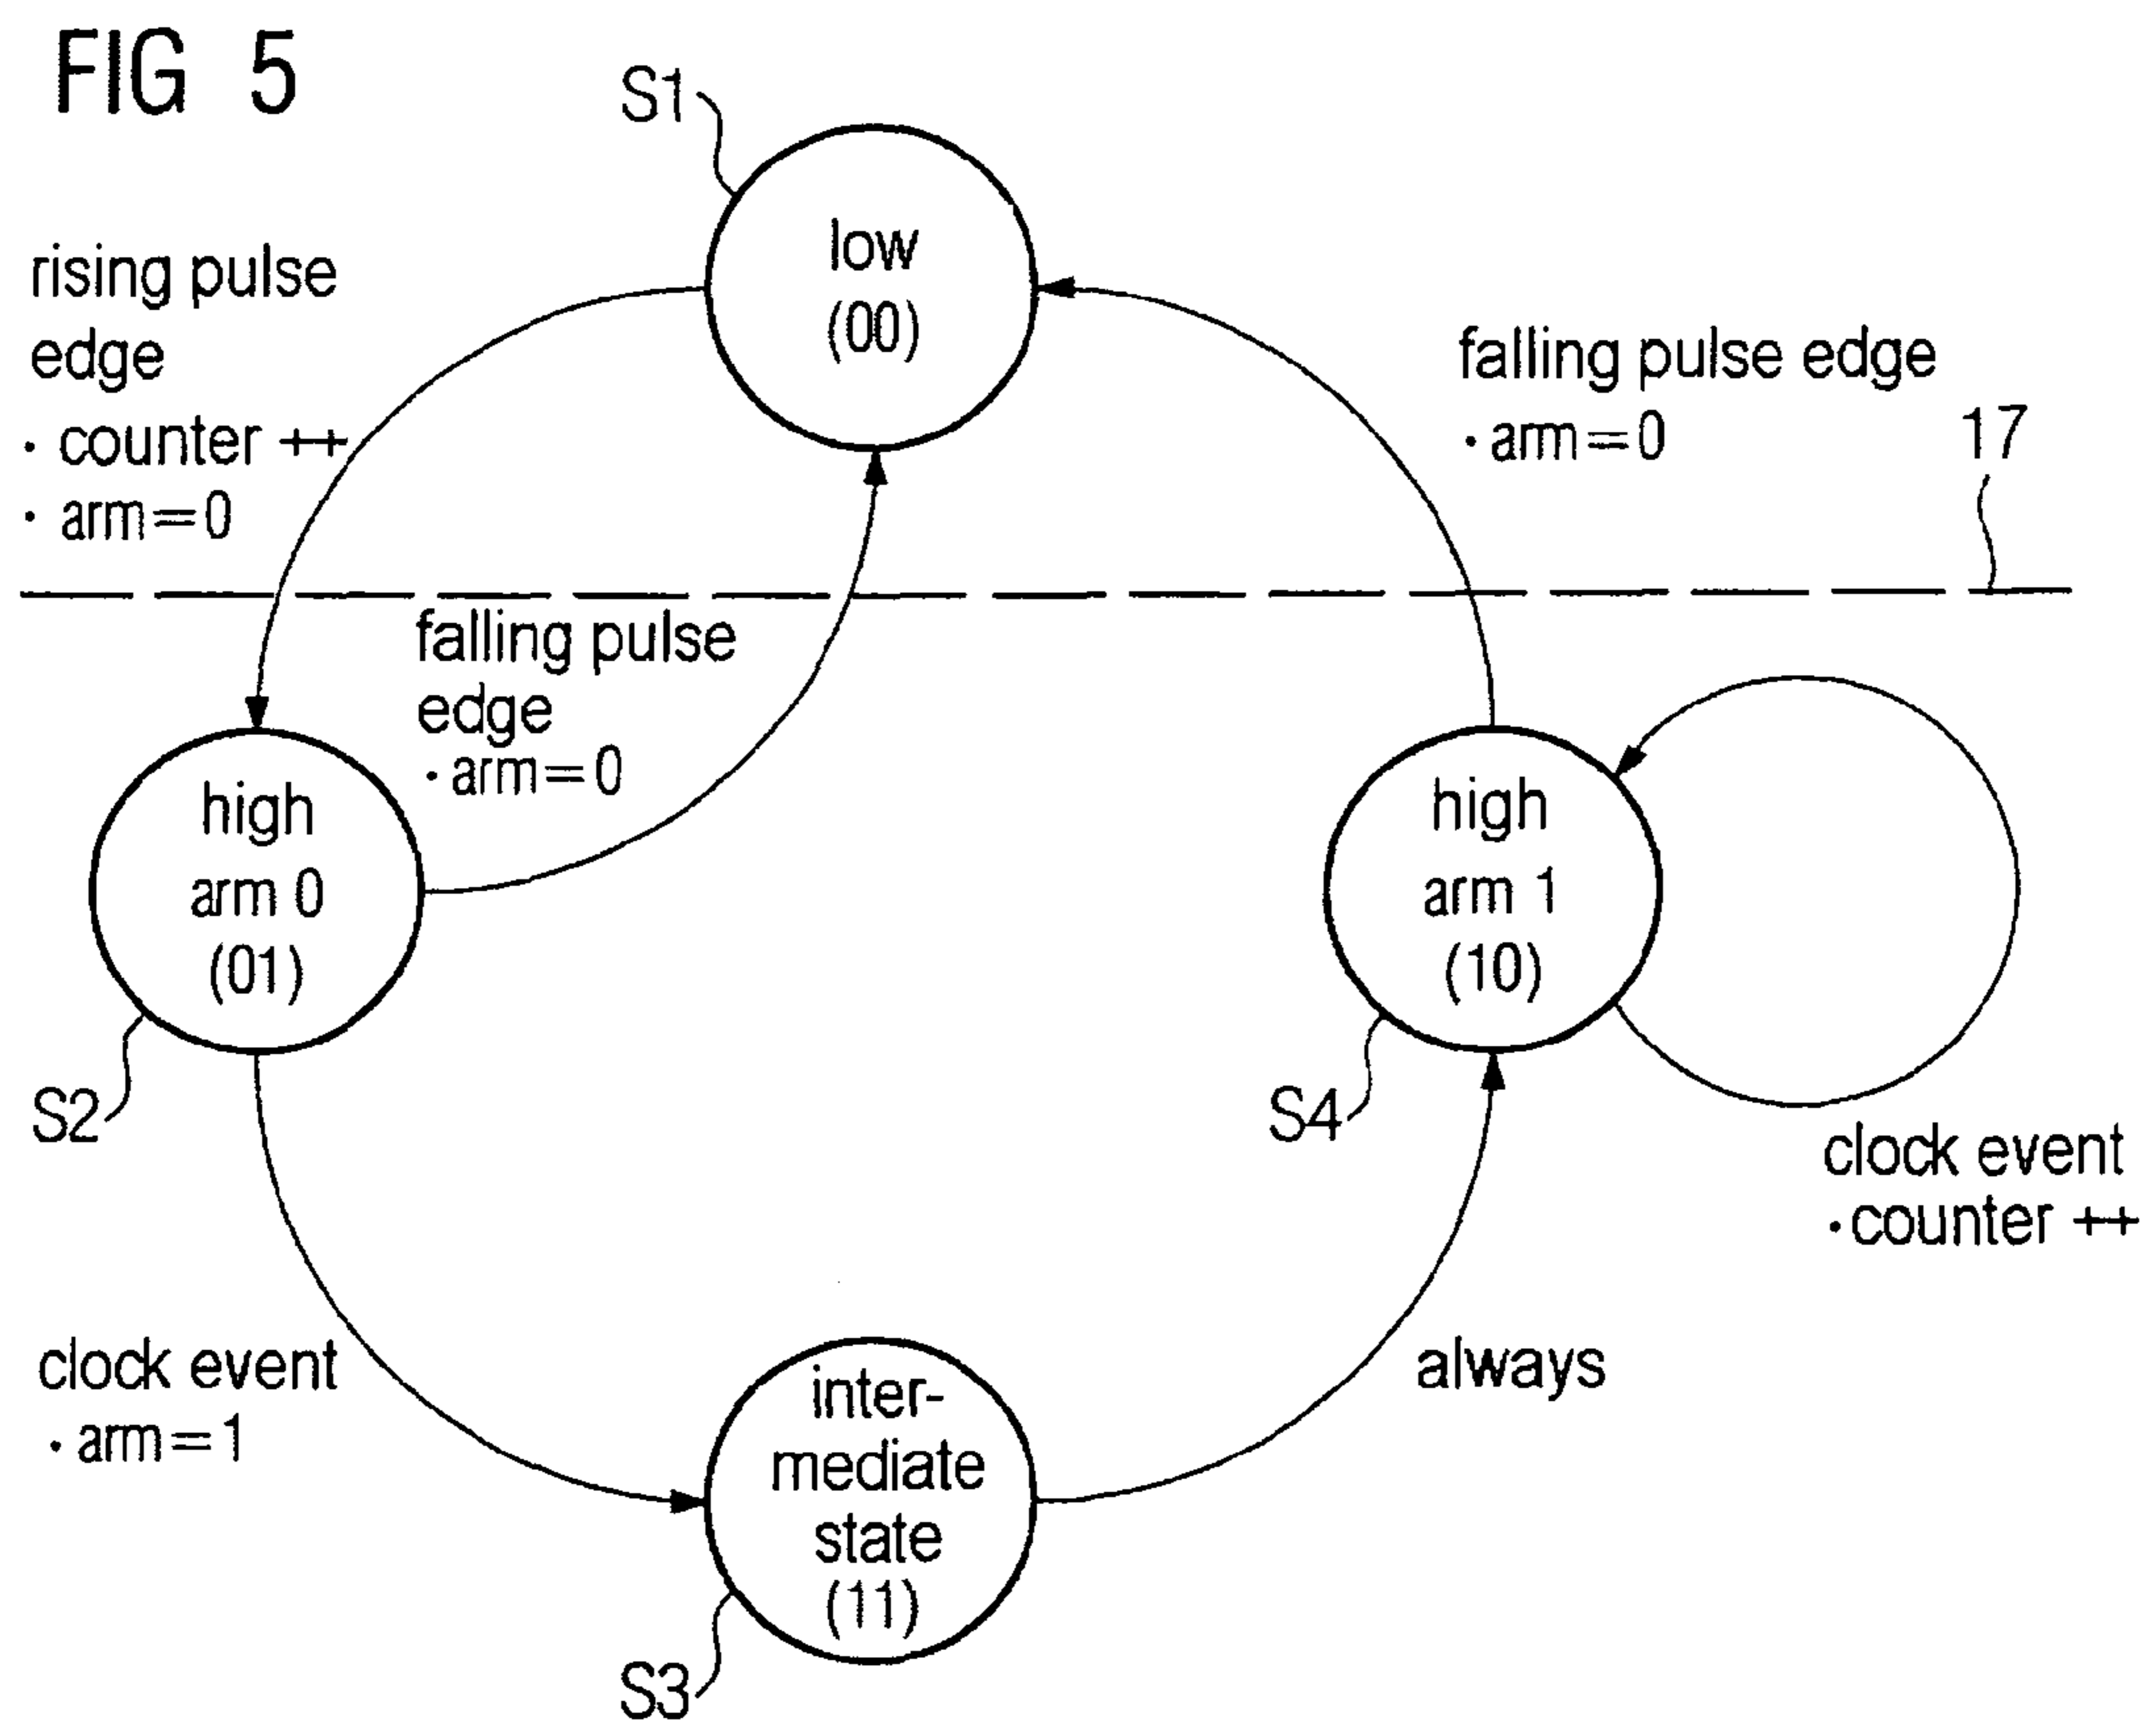 FIG 5
S1
low
(00)
rising pulse
edge
· counter ++
· arm=0
falling pulse edge
· arm=0
17
falling pulse
edge
· arm=0
high
arm 0
(01)
S2
high
arm 1
(10)
S4
clock event
· counter ++
clock event
· arm=1
always
inter-
mediate
state
(11)
S3